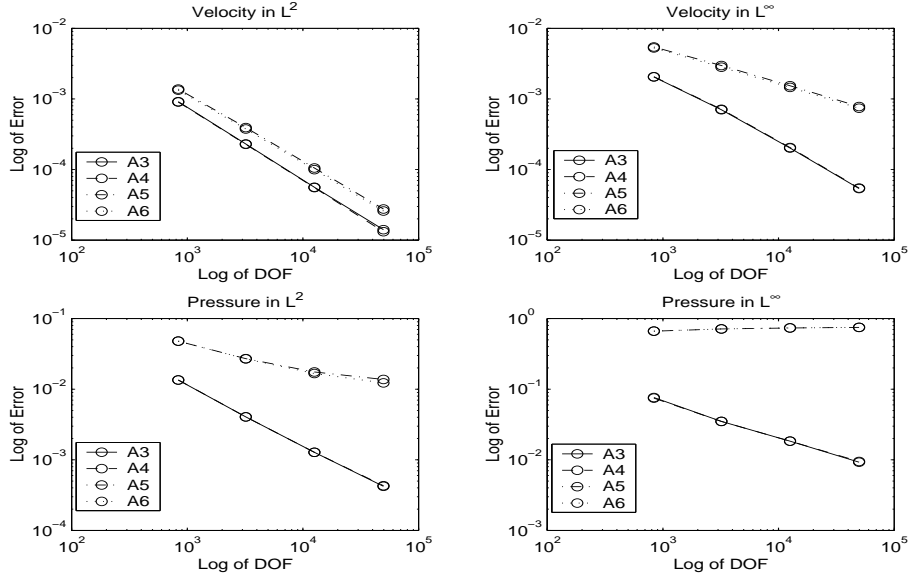 Velocity in L²
10⁻²
10⁻³
10⁻⁴
10⁻⁵
Log of Error
A3
A4
A5
A6
10² 10³ 10⁴ 10⁵
Log of DOF
Velocity in L∞
10⁻²
10⁻³
10⁻⁴
10⁻⁵
Log of Error
A3
A4
A5
A6
10² 10³ 10⁴ 10⁵
Log of DOF
Pressure in L²
10⁻¹
10⁻²
10⁻³
10⁻⁴
Log of Error
A3
A4
A5
A6
10² 10³ 10⁴ 10⁵
Log of DOF
Pressure in L∞
10⁰
10⁻¹
10⁻²
10⁻³
Log of Error
A3
A4
A5
A6
10² 10³ 10⁴ 10⁵
Log of DOF